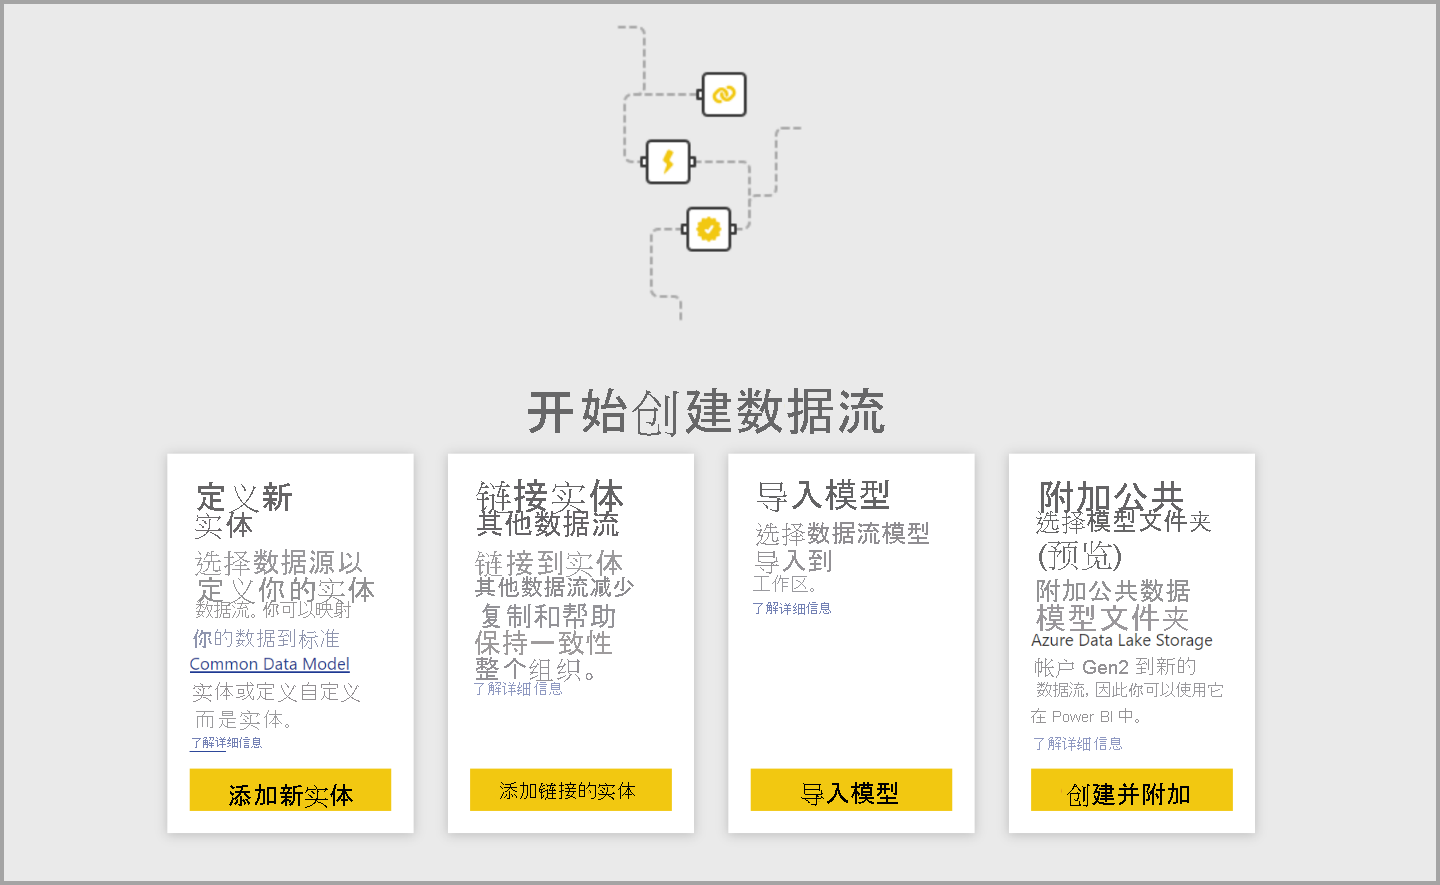 开始创建数据流
定义新
实体
选择数据源以
定义你的实体
数据流。你可以映射
你的数据到标准
Common Data Model
实体或定义自定义
而是实体。
了解详细信息
添加新实体
链接实体
其他数据流
链接到实体
其他数据流减少
复制和帮助
保持一致性
整个组织。
了解详细信息
添加链接的实体
导入模型
选择数据流模型
导入到
工作区。
了解详细信息
导入模型
附加公共
选择模型文件夹
(预览)
附加公共数据
模型文件夹
Azure Data Lake Storage
帐户 Gen2 到新的
数据流, 因此你可以使用它
在 Power BI 中。
了解详细信息
创建并附加